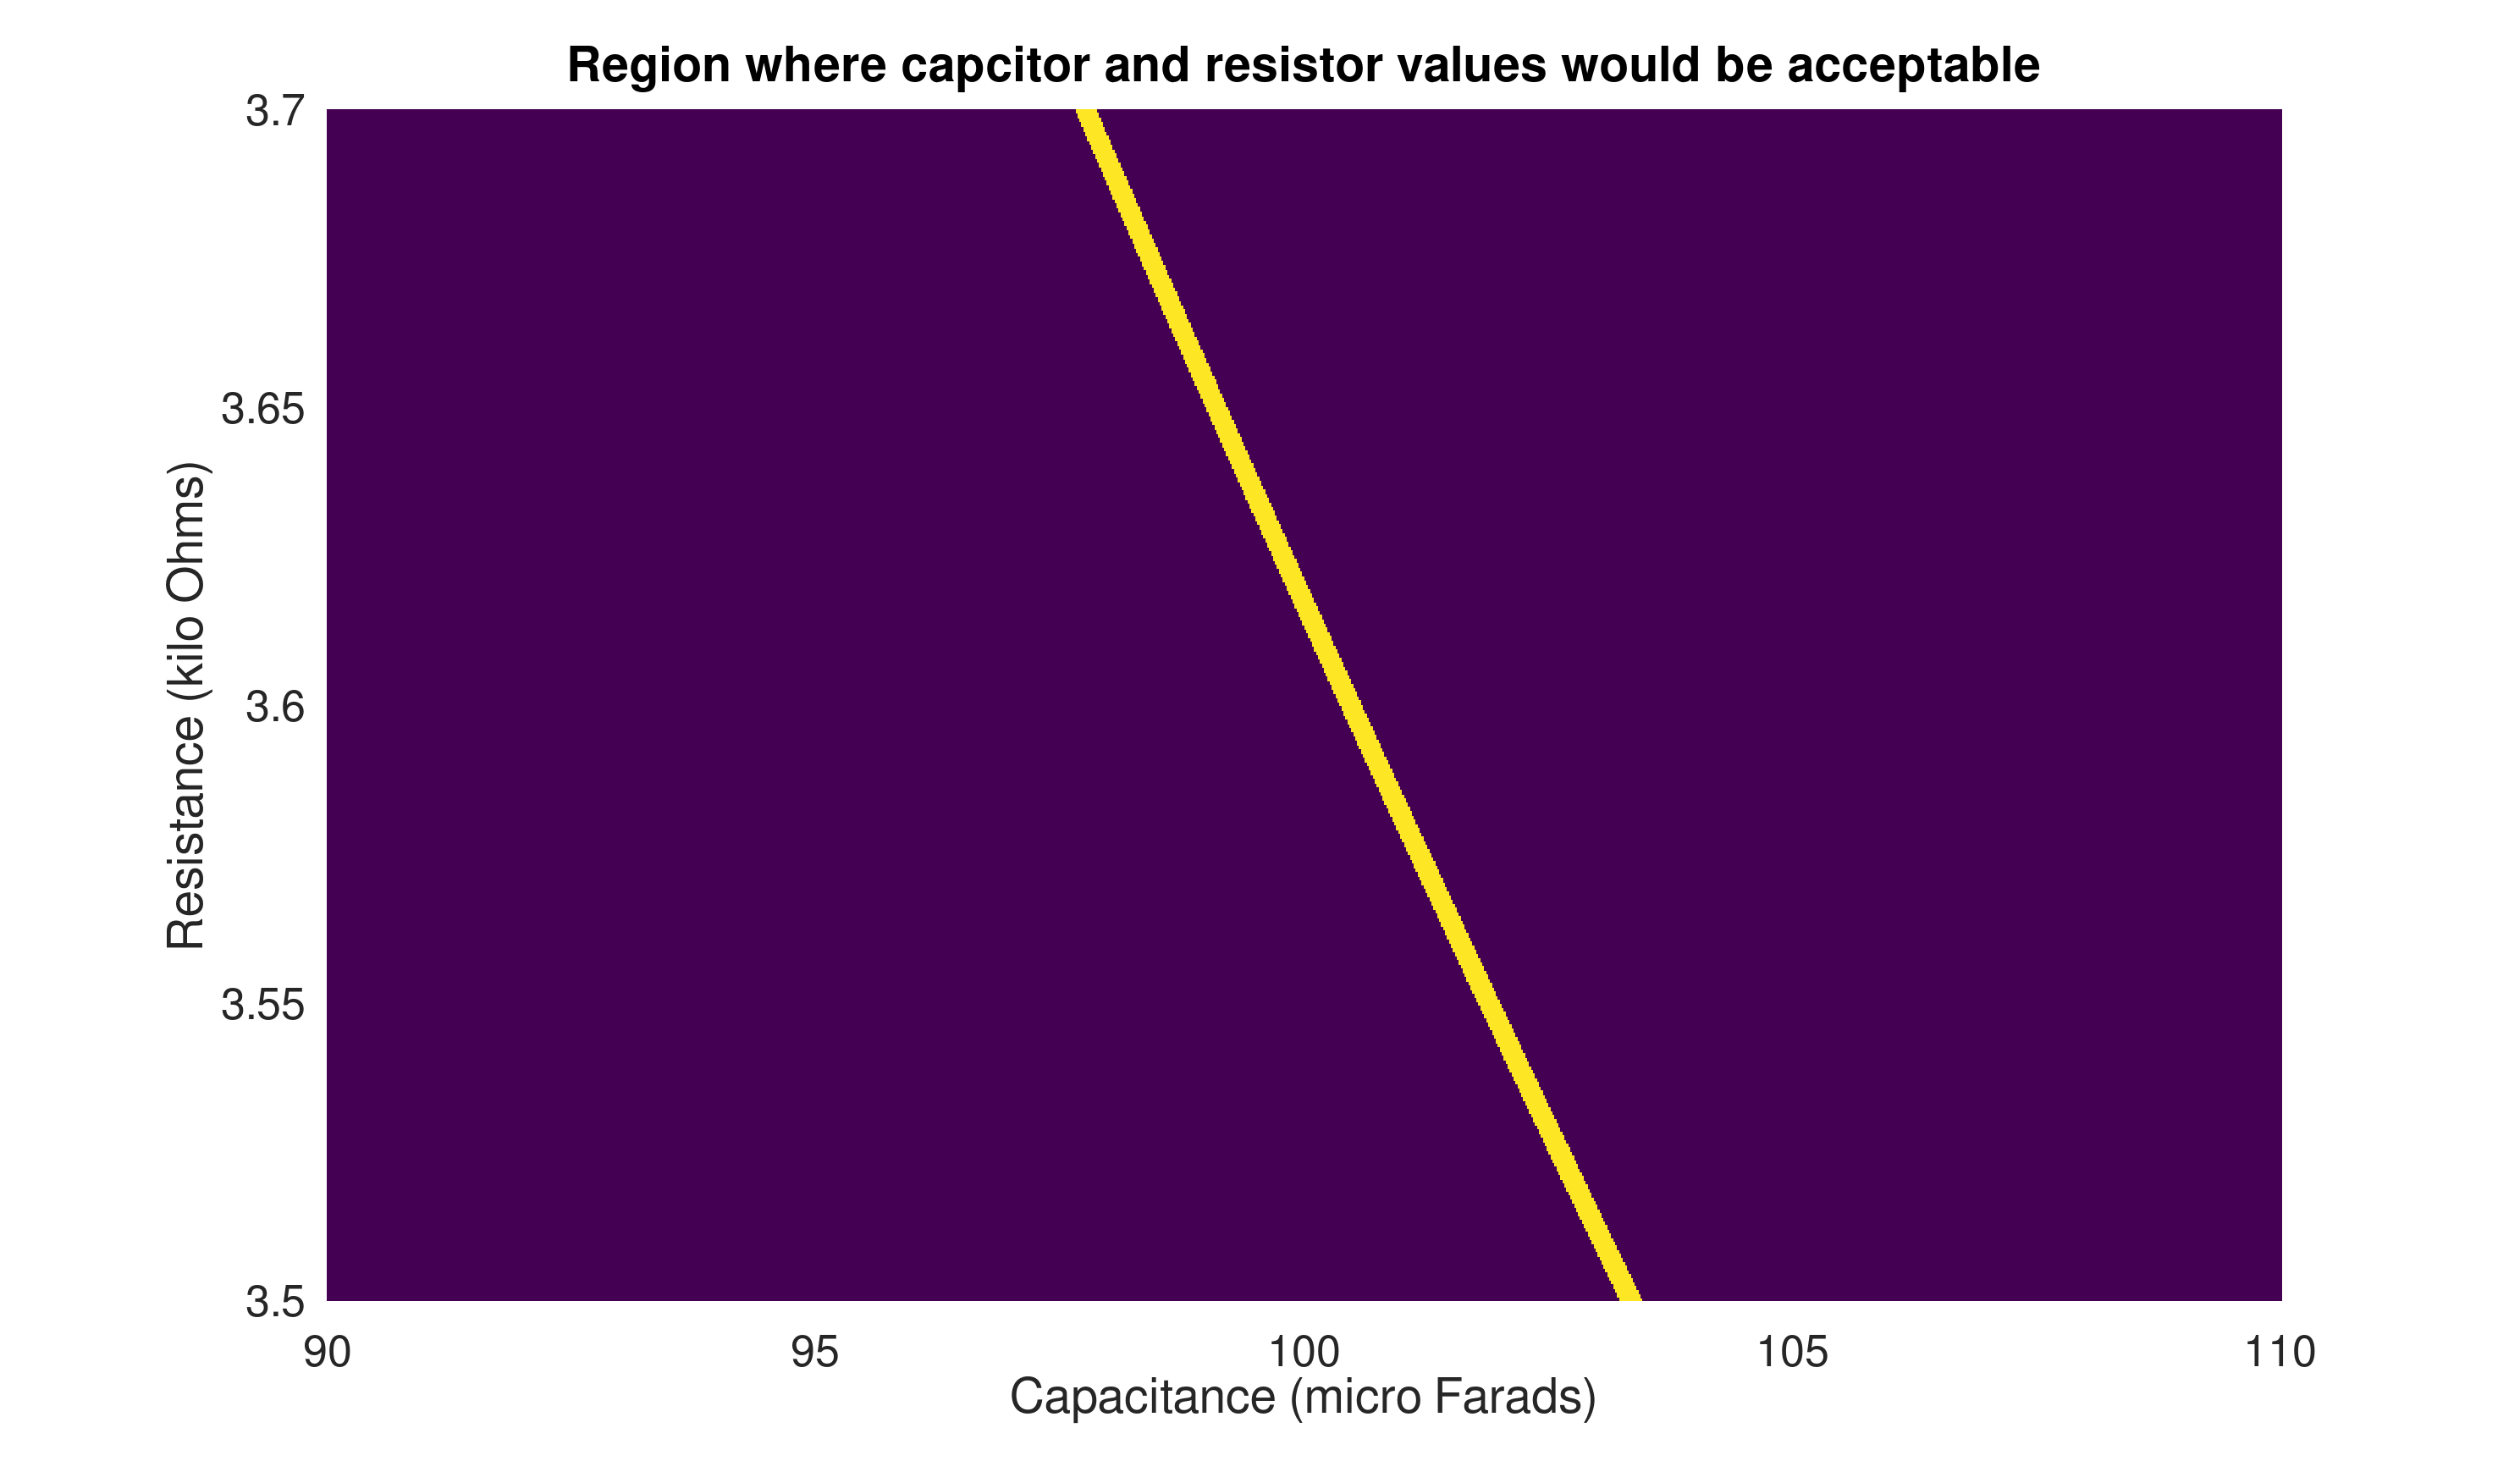 Region where capcitor and resistor values would be acceptable
3.7
3.65
3.6
3.55
3.5
Resistance (kilo Ohms)
90 95 100 105 110
Capacitance (micro Farads)